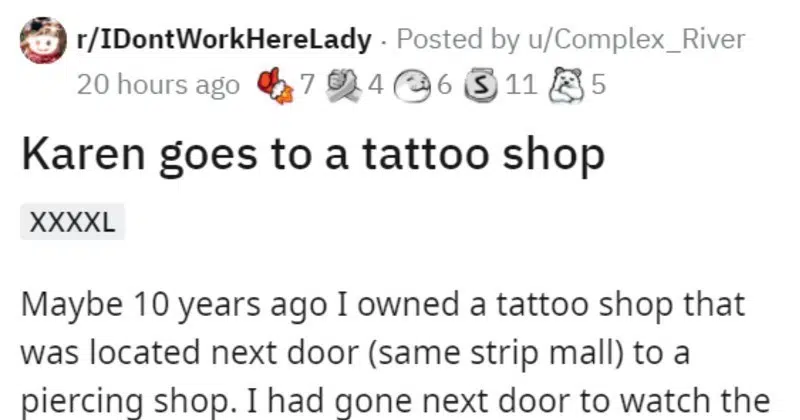 r/IDontWorkHereLady · Posted by u/Complex_River
20 hours ago 7 4 6 S 11 5
Karen goes to a tattoo shop
XXXXL
Maybe 10 years ago I owned a tattoo shop that
was located next door (same strip mall) to a
piercing shop. I had gone next door to watch the